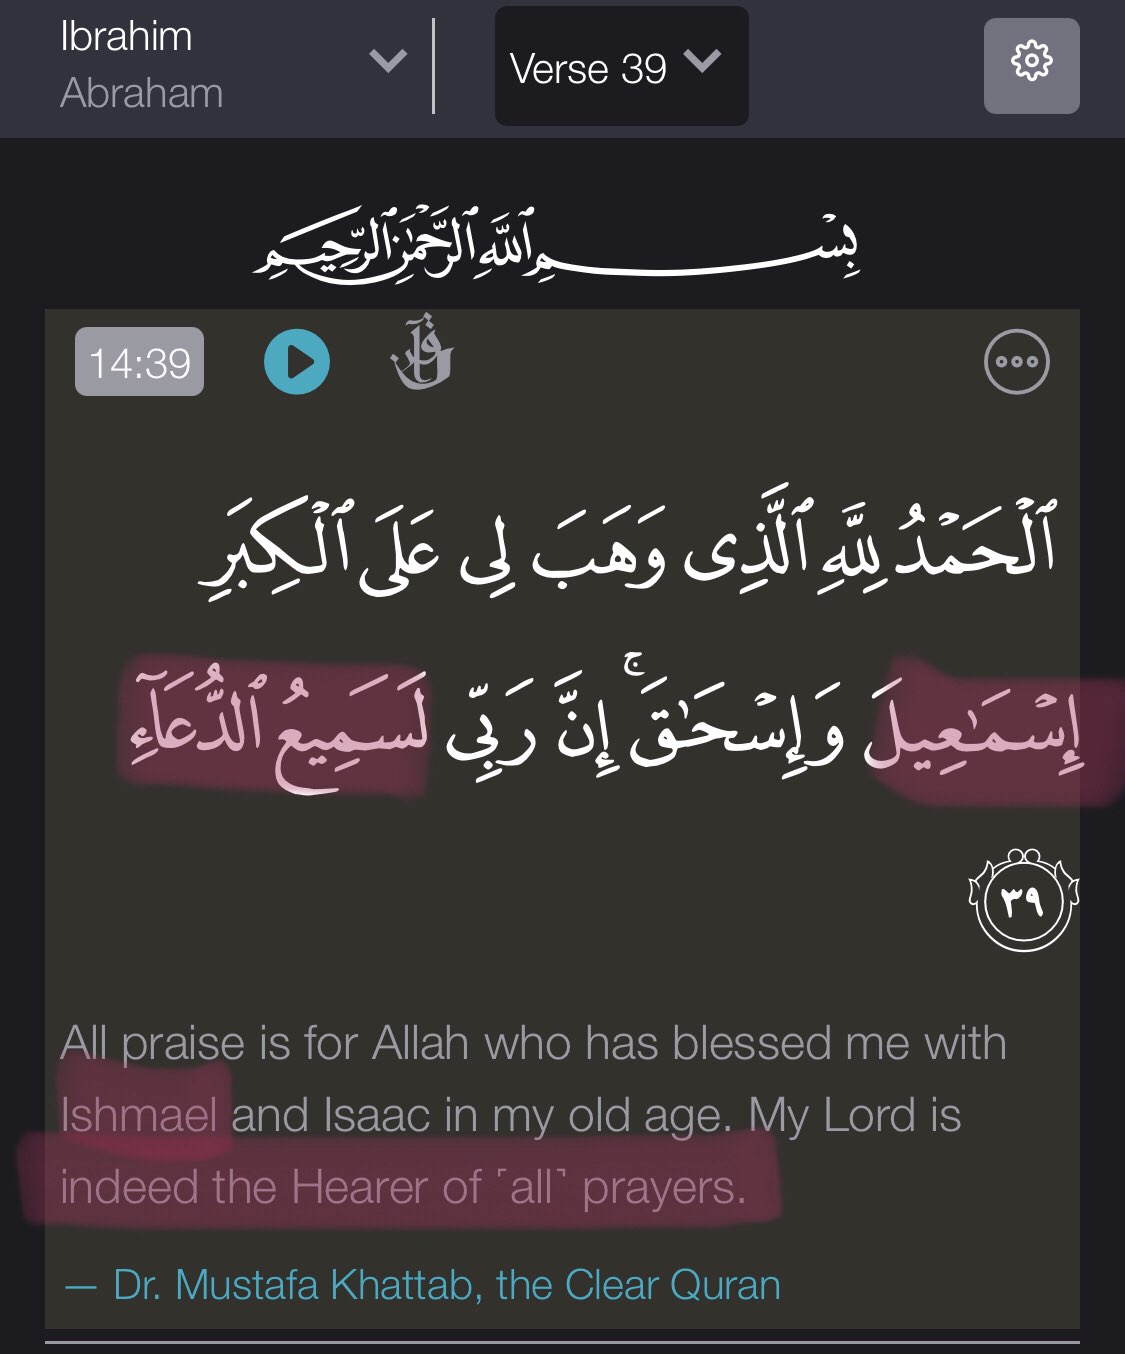 Ibrahim
Abraham
Verse 39
بِسْمِ ٱللَّهِ ٱلرَّحْمَٰنِ ٱلرَّحِيمِ
14:39
قرآن
ٱلْحَمْدُ لِلَّهِ ٱلَّذِى وَهَبَ لِى عَلَى ٱلْكِبَرِ
إِسْمَـٰعِيلَ وَإِسْحَـٰقَ ۚ إِنَّ رَبِّى لَسَمِيعُ ٱلدُّعَآءِ
٣٩
All praise is for Allah who has blessed me with
Ishmael and Isaac in my old age. My Lord is
indeed the Hearer of ˹all˺ prayers.
— Dr. Mustafa Khattab, the Clear Quran